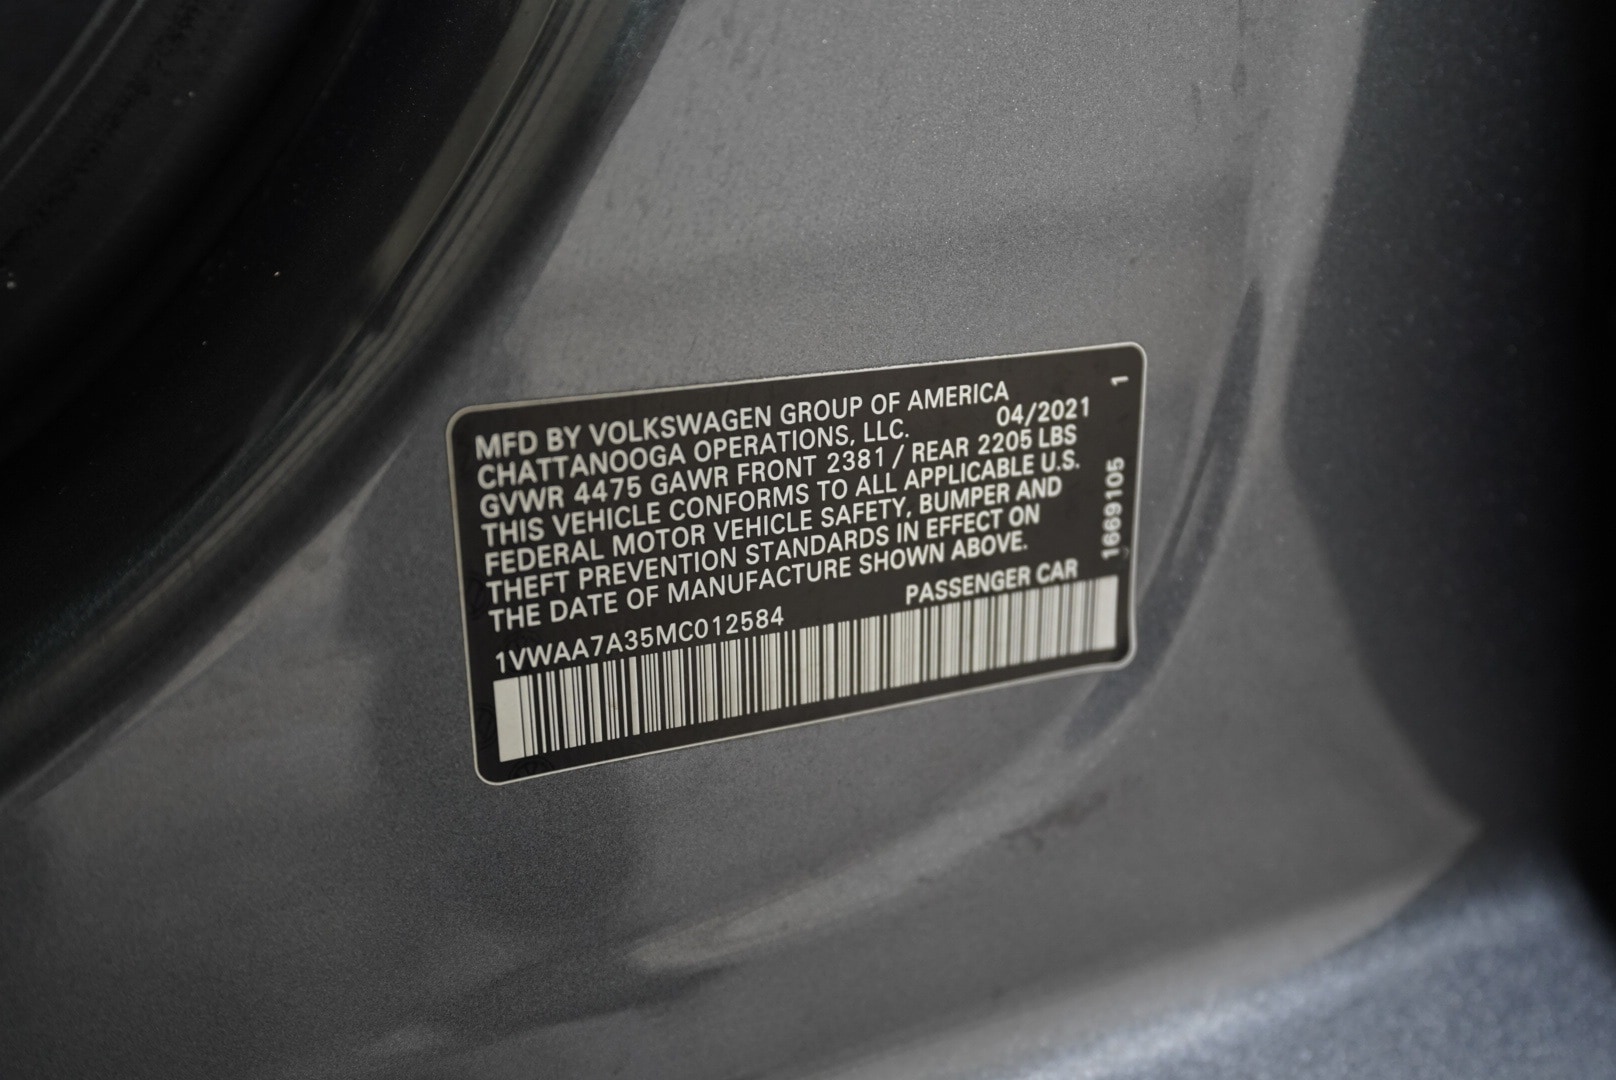 MFD BY VOLKSWAGEN GROUP OF AMERICA
CHATTANOOGA OPERATIONS, LLC. 04/2021
GVWR 4475 GAWR FRONT 2381 / REAR 2205 LBS
THIS VEHICLE CONFORMS TO ALL APPLICABLE U.S.
FEDERAL MOTOR VEHICLE SAFETY, BUMPER AND
THEFT PREVENTION STANDARDS IN EFFECT ON
THE DATE OF MANUFACTURE SHOWN ABOVE.
1VWAA7A35MC012584 PASSENGER CAR
1669105 1